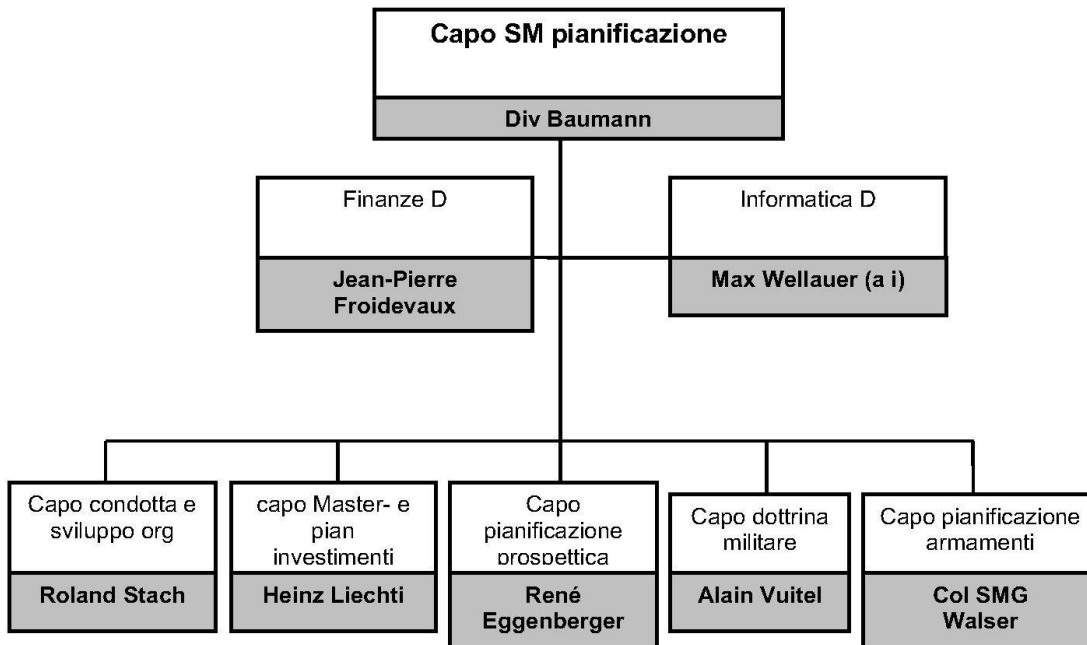 Capo SM pianificazione
Div Baumann
Finanze D
Jean-Pierre
Froidevaux
Informatica D
Max Wellauer (a i)
Capo condotta e
sviluppo org
Roland Stach
capo Master- e
pian
investimenti
Heinz Liechti
Capo
pianificazione
prospettica
René
Eggenberger
Capo dottrina
militare
Alain Vuitel
Capo pianificazione
armamenti
Col SMG
Walser